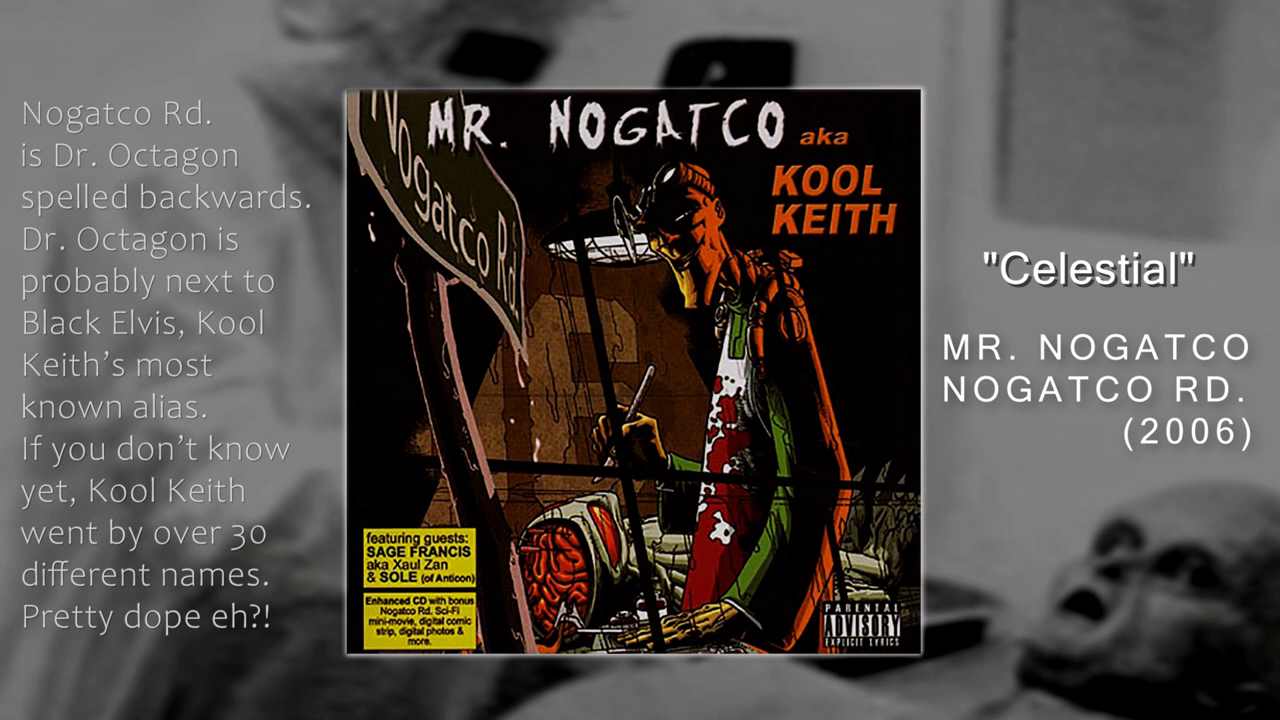 Nogatco Rd.
is Dr. Octagon
spelled backwards.
Dr. Octagon is
probably next to
Black Elvis, Kool
Keith’s most
known alias.
If you don’t know
yet, Kool Keith
went by over 30
different names.
Pretty dope eh?!
Nogatco Rd
MR. NOGATCO aka
KOOL
KEITH
featuring guests:
SAGE FRANCIS
aka Xaul Zan
& SOLE (of Anticon)
Enhanced CD with bonus
Nogatco Rd. Sci-Fi
mini-movie, digital comic
strip, digital photos &
more.
PARENTAL
ADVISORY
EXPLICIT LYRICS
"Celestial"
MR. NOGATCO
NOGATCO RD.
(2006)